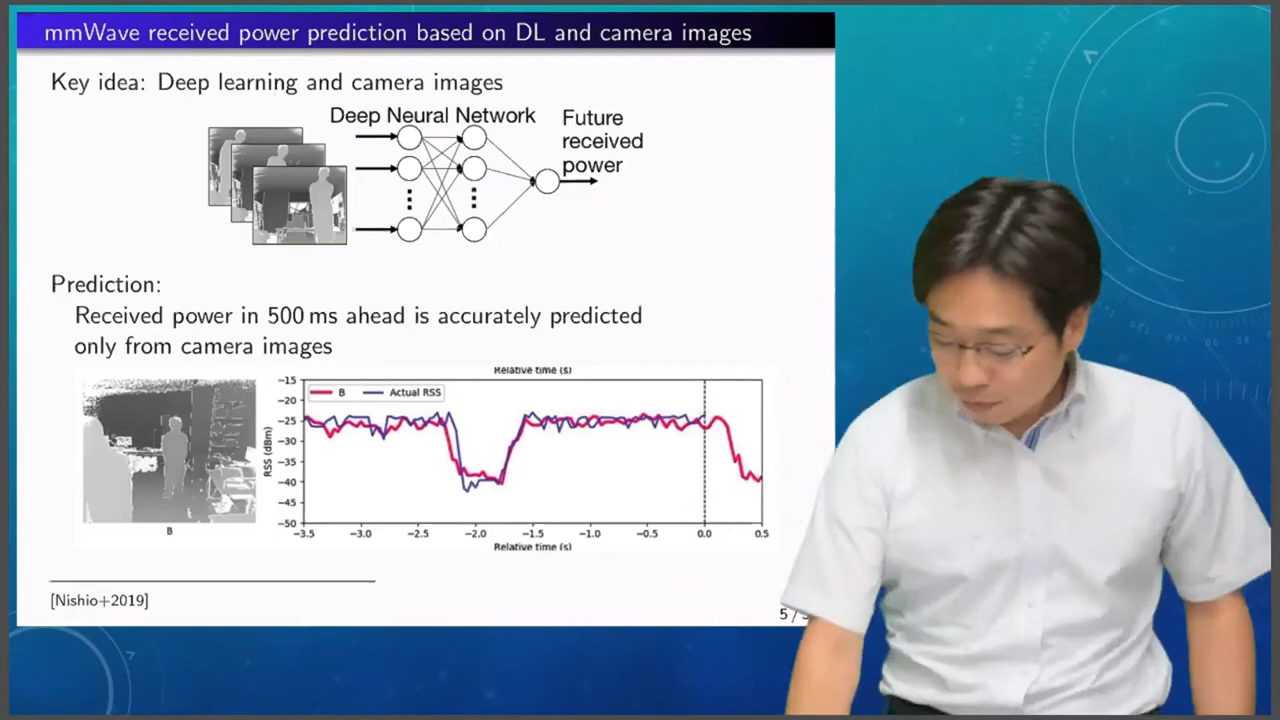 mmWave received power prediction based on DL and camera images
Key idea: Deep learning and camera images
Deep Neural Network
Future
received
power
Prediction:
Received power in 500 ms ahead is accurately predicted
only from camera images
Relative time (s)
B
Actual RSS
RSS (dBm)
−15
−20
−25
−30
−35
−40
−45
−50
−3.5 −3.0 −2.5 −2.0 −1.5 −1.0 −0.5 0.0 0.5
Relative time (s)
B
[Nishio+2019]
5 /